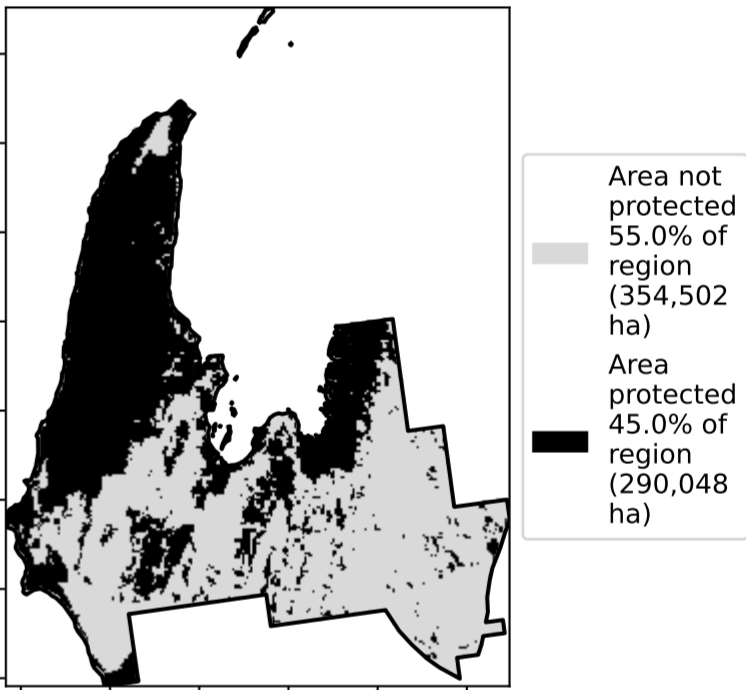 Area not
protected
55.0% of
region
(354,502
ha)
Area
protected
45.0% of
region
(290,048
ha)